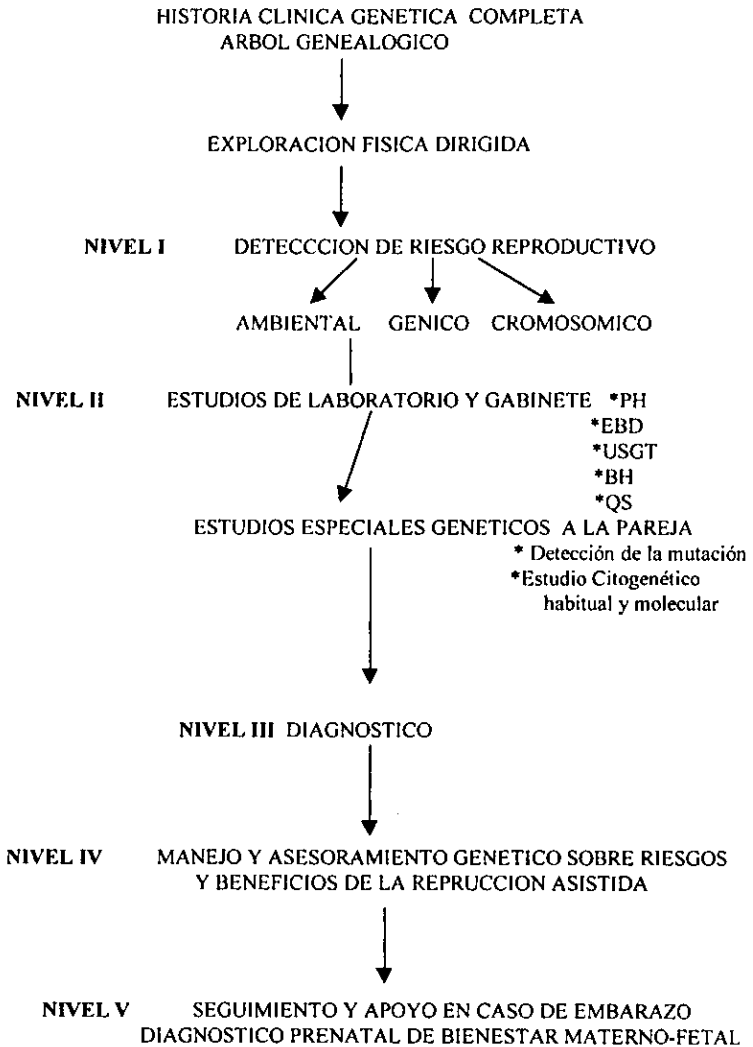 HISTORIA CLINICA GENETICA COMPLETA
ARBOL GENEALOGICO
EXPLORACION FISICA DIRIGIDA
NIVEL I DETECCCION DE RIESGO REPRODUCTIVO
AMBIENTAL GENICO CROMOSOMICO
NIVEL II ESTUDIOS DE LABORATORIO Y GABINETE *PH
*EBD
*USGT
*BH
*QS
ESTUDIOS ESPECIALES GENETICOS A LA PAREJA
* Detección de la mutación
*Estudio Citogenético
habitual y molecular
NIVEL III DIAGNOSTICO
NIVEL IV MANEJO Y ASESORAMIENTO GENETICO SOBRE RIESGOS
Y BENEFICIOS DE LA REPRUCCION ASISTIDA
NIVEL V SEGUIMIENTO Y APOYO EN CASO DE EMBARAZO
DIAGNOSTICO PRENATAL DE BIENESTAR MATERNO-FETAL